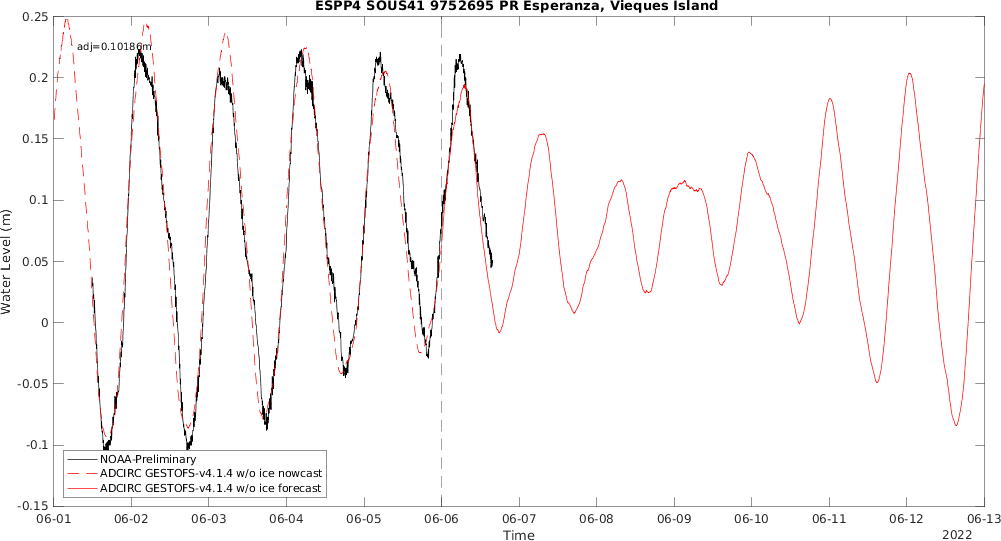 ESPP4 SOUS41 9752695 PR Esperanza, Vieques Island
adj=0.10186m
0.25
0.2
0.15
0.1
0.05
0
-0.05
-0.1
-0.15
Water Level (m)
NOAA-Preliminary
ADCIRC GESTOFS-v4.1.4 w/o ice nowcast
ADCIRC GESTOFS-v4.1.4 w/o ice forecast
06-01 06-02 06-03 06-04 06-05 06-06 06-07 06-08 06-09 06-10 06-11 06-12 06-13
Time
2022